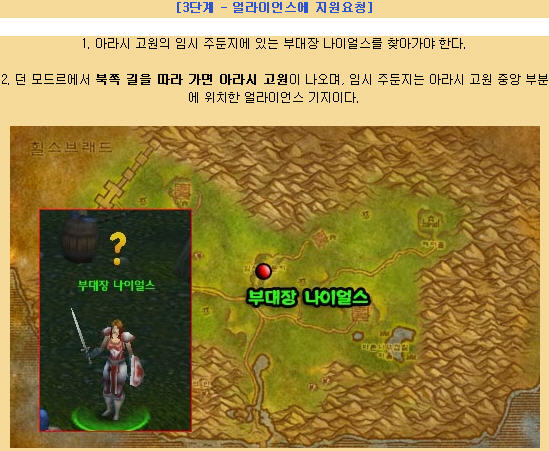 [3단계 - 얼라이언스에 지원요청]
1. 아라시 고원의 임시 주둔지에 있는 부대장 나이얼스를 찾아가야 한다.
2. 던 모드르에서 북쪽 길을 따라 가면 아라시 고원이 나오며, 임시 주둔지는 아라시 고원 중앙 부분
에 위치한 얼라이언스 기지이다.
힐스브래드
?
부대장 나이얼스
부대장 나이얼스